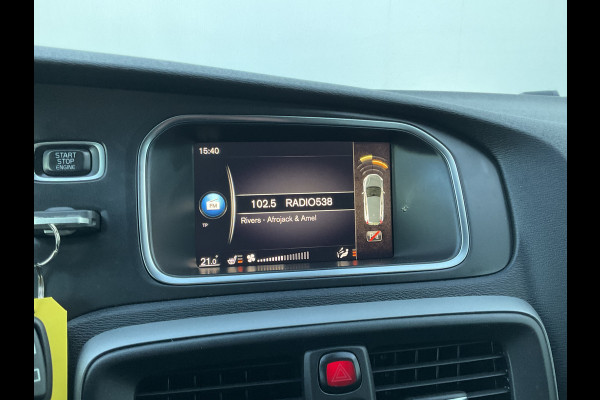 START
STOP
ENGINE
15:40
FM
TP
102.5 RADIO538
Rivers - Afrojack & Amel
21.0°